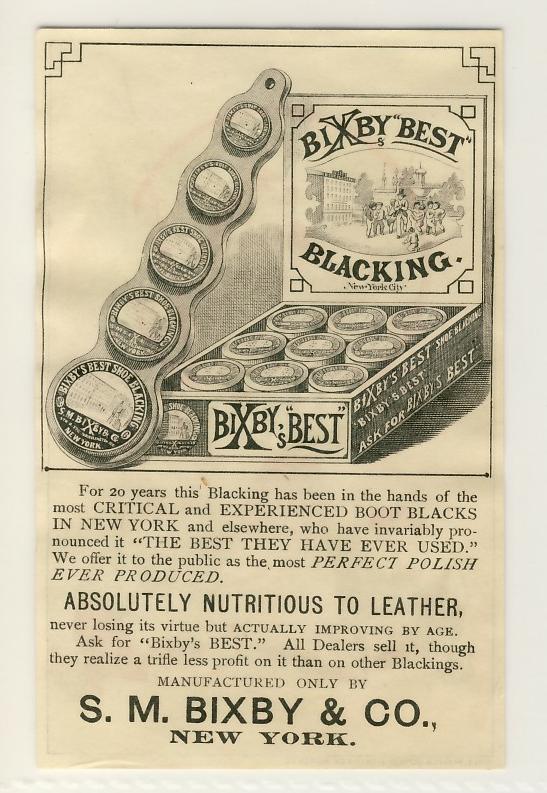 BIXBY'S "BEST"
BLACKING.
New York City
BIXBY'S BEST SHOE BLACKING
S. M. BIXBY & CO.
NEW YORK
BIXBY'S "BEST"
BIXBY'S BEST SHOE BLACKING
BIXBY'S BEST
ASK FOR BIXBY'S BEST
For 20 years this Blacking has been in the hands of the
most CRITICAL and EXPERIENCED BOOT BLACKS
IN NEW YORK and elsewhere, who have invariably pro-
nounced it "THE BEST THEY HAVE EVER USED."
We offer it to the public as the most PERFECT POLISH
EVER PRODUCED.
ABSOLUTELY NUTRITIOUS TO LEATHER,
never losing its virtue but ACTUALLY IMPROVING BY AGE.
Ask for "Bixby's BEST." All Dealers sell it, though
they realize a trifle less profit on it than on other Blackings.
MANUFACTURED ONLY BY
S. M. BIXBY & CO.,
NEW YORK.